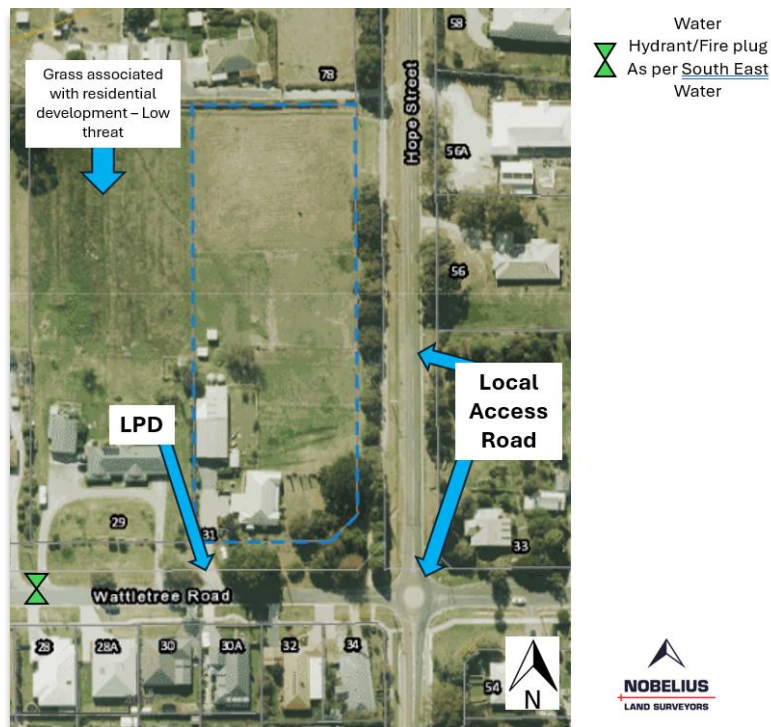 Grass associated
with residential
development – Low
threat
78
58
Hope Street
56A
56
LPD
Local
Access
Road
29
31
33
Wattletree Road
28
28A
30
30A
32
34
54
N
Water
Hydrant/Fire plug
As per South East
Water
NOBELIUS
LAND SURVEYORS